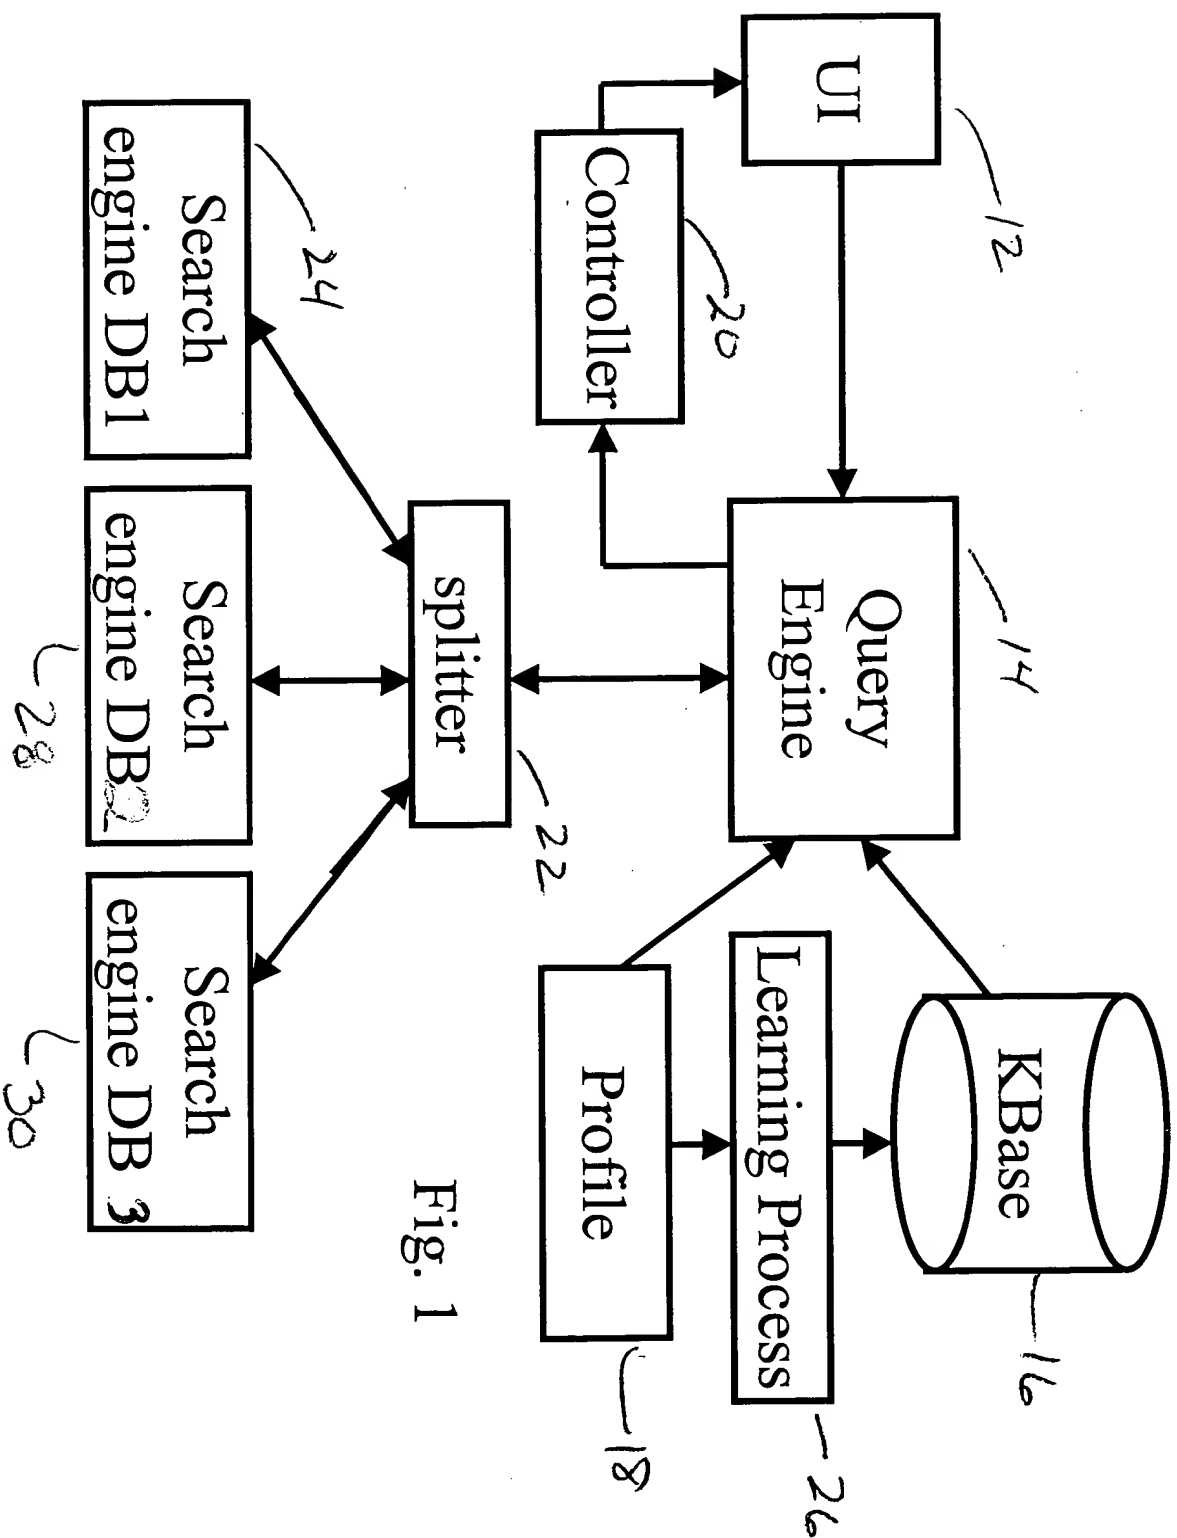 12
UI
14
Query
Engine
KBase
16
Controller
20
Learning Process
26
splitter
22
Profile
18
24
Search
engine DB1
Search
engine DB2
28
Search
engine DB 3
30
Fig. 1